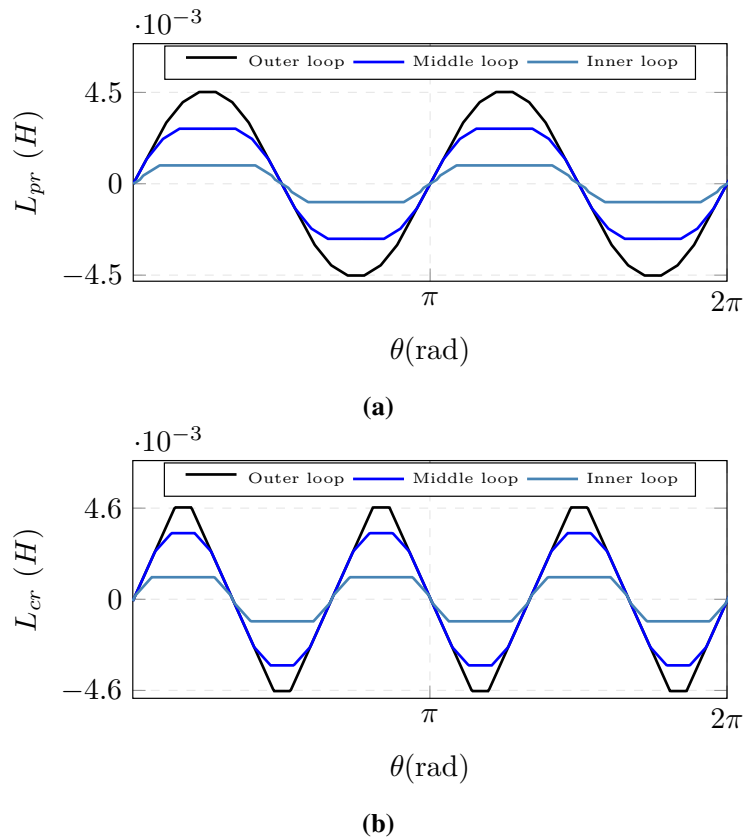 ·10⁻³
Outer loop Middle loop Inner loop
4.5
0
−4.5
L_pr (H)
π 2π
θ(rad)
(a)
·10⁻³
Outer loop Middle loop Inner loop
4.6
0
−4.6
L_cr (H)
π 2π
θ(rad)
(b)